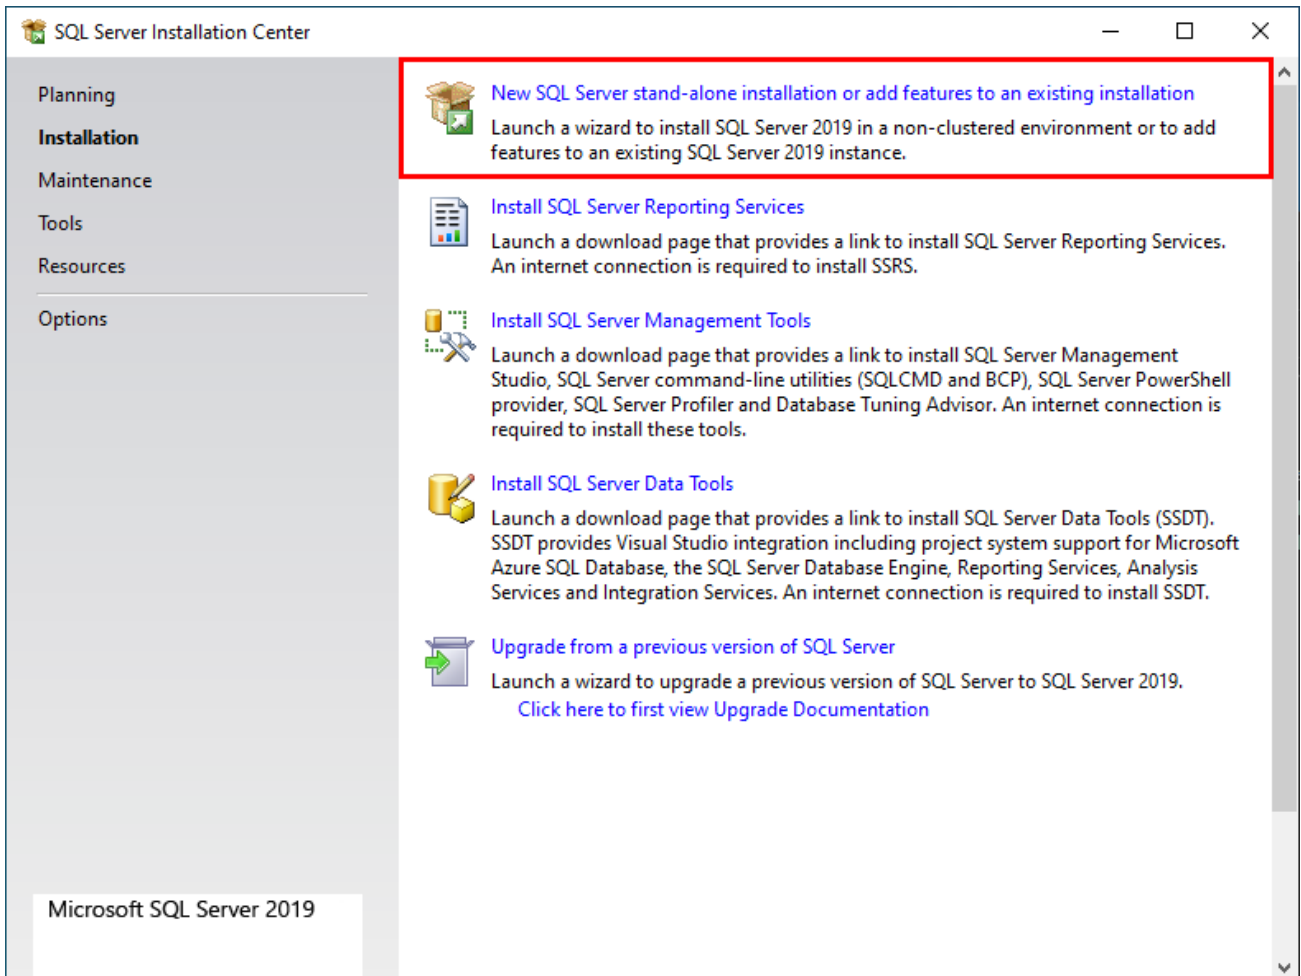 SQL Server Installation Center
Planning
Installation
Maintenance
Tools
Resources
Options
Microsoft SQL Server 2019
New SQL Server stand-alone installation or add features to an existing installation
Launch a wizard to install SQL Server 2019 in a non-clustered environment or to add
features to an existing SQL Server 2019 instance.
Install SQL Server Reporting Services
Launch a download page that provides a link to install SQL Server Reporting Services.
An internet connection is required to install SSRS.
Install SQL Server Management Tools
Launch a download page that provides a link to install SQL Server Management
Studio, SQL Server command-line utilities (SQLCMD and BCP), SQL Server PowerShell
provider, SQL Server Profiler and Database Tuning Advisor. An internet connection is
required to install these tools.
Install SQL Server Data Tools
Launch a download page that provides a link to install SQL Server Data Tools (SSDT).
SSDT provides Visual Studio integration including project system support for Microsoft
Azure SQL Database, the SQL Server Database Engine, Reporting Services, Analysis
Services and Integration Services. An internet connection is required to install SSDT.
Upgrade from a previous version of SQL Server
Launch a wizard to upgrade a previous version of SQL Server to SQL Server 2019.
Click here to first view Upgrade Documentation